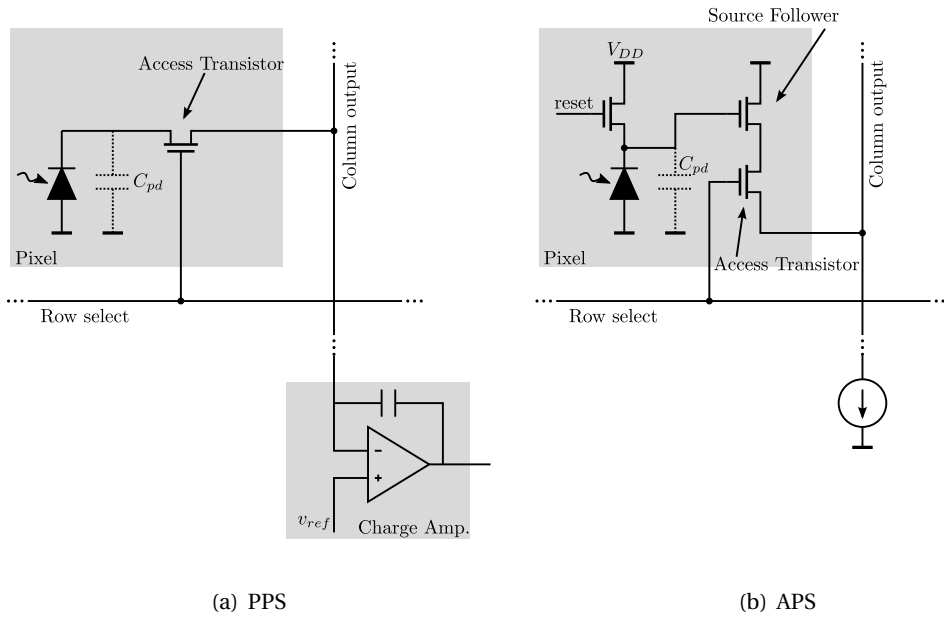 Access Transistor
Column output
C_pd
Pixel
Row select
v_ref
Charge Amp.
(a) PPS
Source Follower
V_DD
reset
Column output
C_pd
Pixel
Access Transistor
Row select
(b) APS